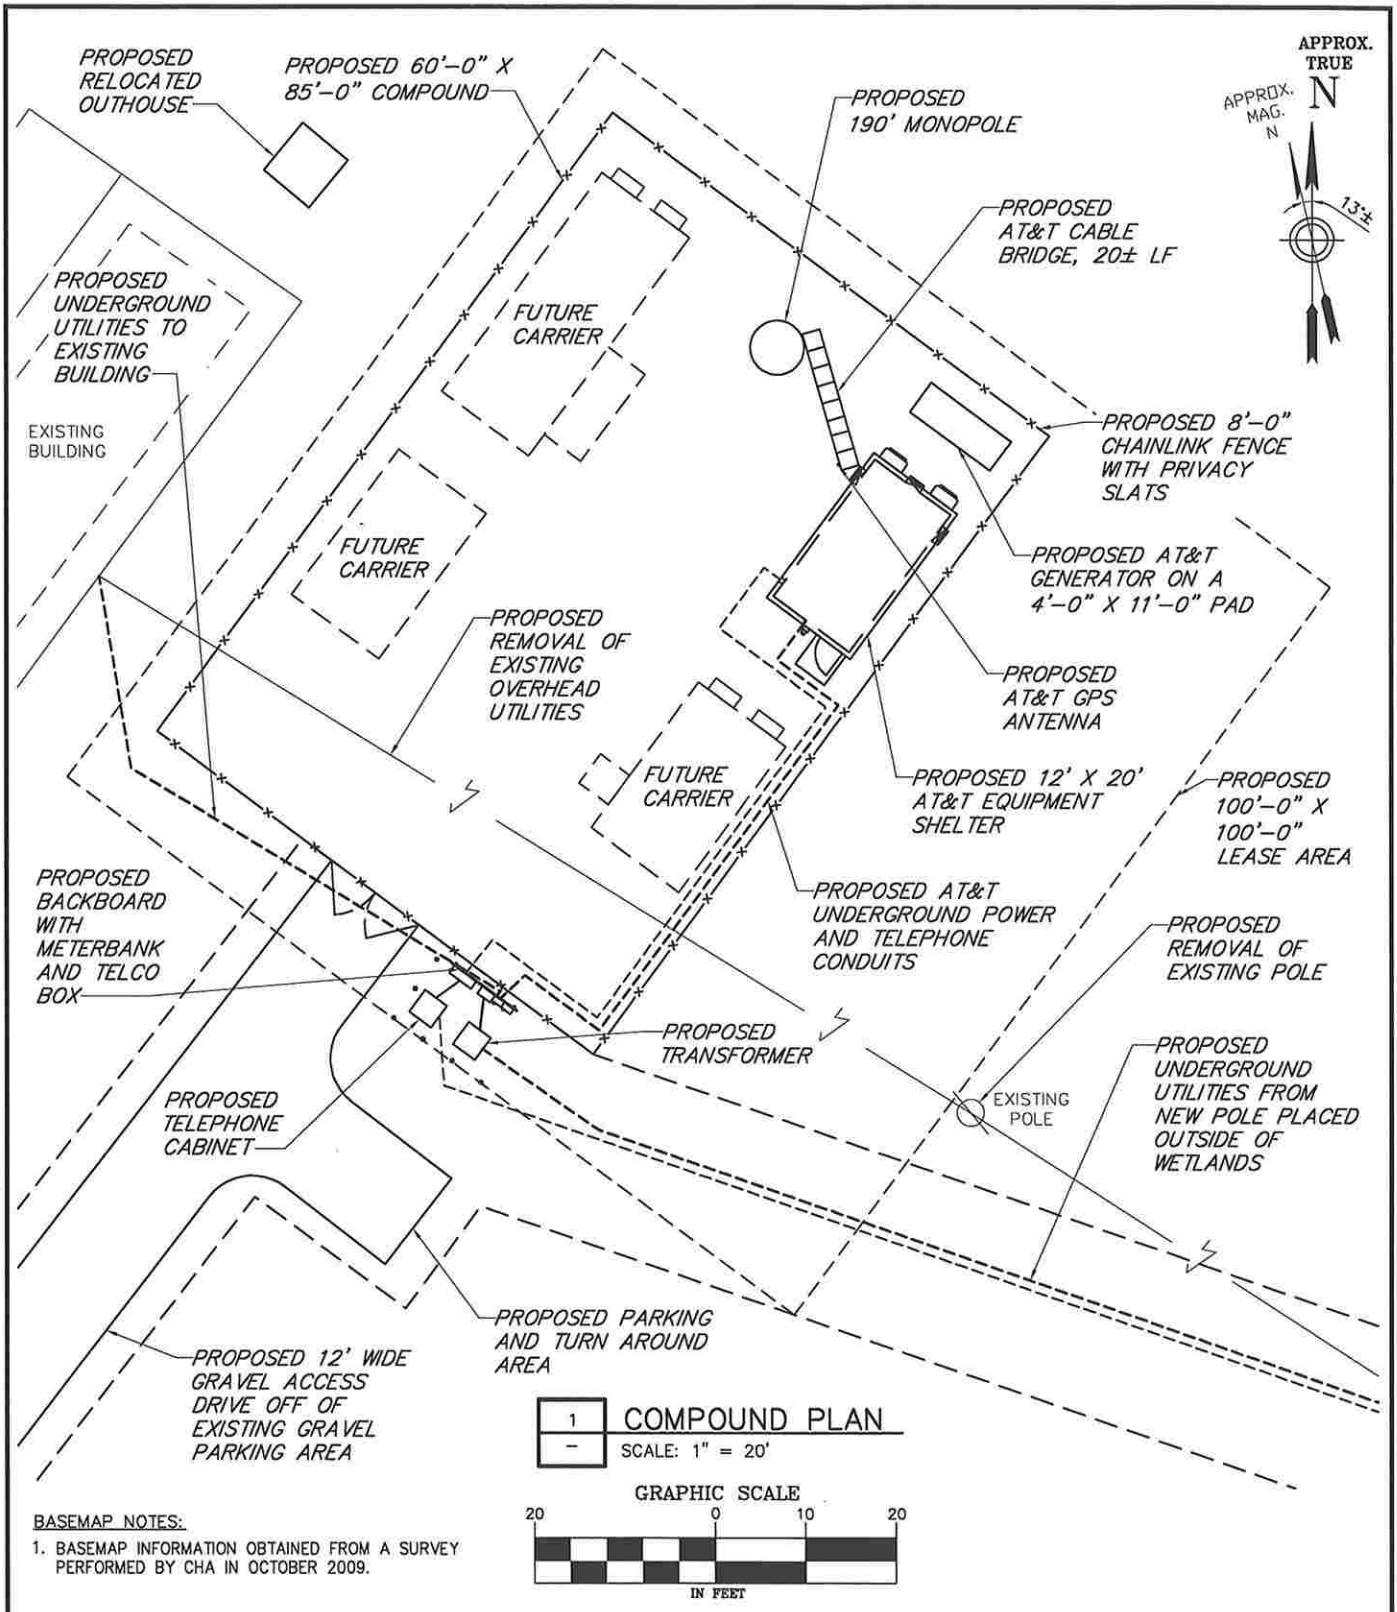 PROPOSED
RELOCATED
OUTHOUSE
PROPOSED 60'-0" X
85'-0" COMPOUND
PROPOSED
190' MONOPOLE
APPROX.
TRUE
N
APPROX.
MAG.
N
13°±
PROPOSED
AT&T CABLE
BRIDGE, 20± LF
PROPOSED
UNDERGROUND
UTILITIES TO
EXISTING
BUILDING
FUTURE
CARRIER
EXISTING
BUILDING
PROPOSED 8'-0"
CHAINLINK FENCE
WITH PRIVACY
SLATS
FUTURE
CARRIER
PROPOSED AT&T
GENERATOR ON A
4'-0" X 11'-0" PAD
PROPOSED
REMOVAL OF
EXISTING
OVERHEAD
UTILITIES
PROPOSED
AT&T GPS
ANTENNA
FUTURE
CARRIER
PROPOSED 12' X 20'
AT&T EQUIPMENT
SHELTER
PROPOSED
100'-0" X
100'-0"
LEASE AREA
PROPOSED
BACKBOARD
WITH
METERBANK
AND TELCO
BOX
PROPOSED AT&T
UNDERGROUND POWER
AND TELEPHONE
CONDUITS
PROPOSED
REMOVAL OF
EXISTING POLE
PROPOSED
TRANSFORMER
EXISTING
POLE
PROPOSED
UNDERGROUND
UTILITIES FROM
NEW POLE PLACED
OUTSIDE OF
WETLANDS
PROPOSED
TELEPHONE
CABINET
PROPOSED PARKING
AND TURN AROUND
AREA
PROPOSED 12' WIDE
GRAVEL ACCESS
DRIVE OFF OF
EXISTING GRAVEL
PARKING AREA
1 COMPOUND PLAN
- SCALE: 1" = 20'
GRAPHIC SCALE
20 0 10 20
IN FEET
BASEMAP NOTES:
1. BASEMAP INFORMATION OBTAINED FROM A SURVEY
PERFORMED BY CHA IN OCTOBER 2009.